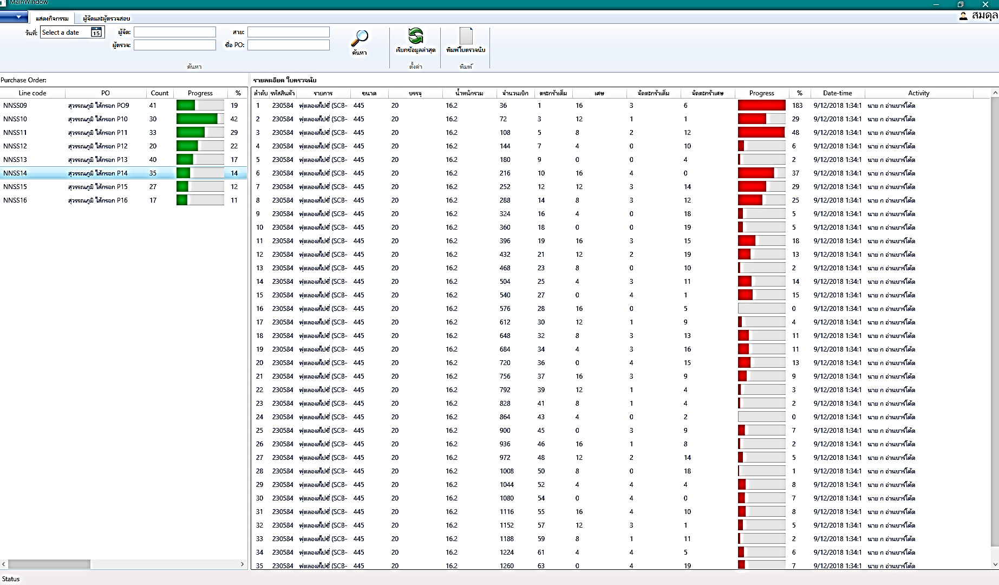 MainWindow
แสดงกิจกรรม ผู้จัดและผู้ตรวจสอบ สมดุล
วันที่: Select a date 15 ผู้จัด: สาย:
ผู้ตรวจ: ชื่อ PO:
ค้นหา เรียกข้อมูลล่าสุด พิมพ์ใบตรวจนับ
ค้นหา ตั้งค่า พิมพ์
Purchase Order:
Line code PO Count Progress %
NNSS09 สุวรรณภูมิ ไส้กรอก PO9 41 19
NNSS10 สุวรรณภูมิ ไส้กรอก P10 30 42
NNSS11 สุวรรณภูมิ ไส้กรอก P11 33 29
NNSS12 สุวรรณภูมิ ไส้กรอก P12 20 22
NNSS13 สุวรรณภูมิ ไส้กรอก P13 40 17
NNSS14 สุวรรณภูมิ ไส้กรอก P14 35 14
NNSS15 สุวรรณภูมิ ไส้กรอก P15 27 12
NNSS16 สุวรรณภูมิ ไส้กรอก P16 17 11
รายละเอียด ใบตรวจนับ
ลำดับ รหัสสินค้า รายการ ขนาด บรรจุ น้ำหนักรวม จำนวนเบิก ตระกร้าเต็ม เศษ จัดตะกร้าเต็ม จัดตะกร้าเศษ Progress % Date-time Activity
1 230584 ฟุตลองสไปซี่ (SCB- 445 20 16.2 36 1 16 3 6 183 9/12/2018 1:34:1 นาย ก อ่านบาร์โค้ด
2 230584 ฟุตลองสไปซี่ (SCB- 445 20 16.2 72 3 12 1 1 29 9/12/2018 1:34:1 นาย ก อ่านบาร์โค้ด
3 230584 ฟุตลองสไปซี่ (SCB- 445 20 16.2 108 5 8 2 12 48 9/12/2018 1:34:1 นาย ก อ่านบาร์โค้ด
4 230584 ฟุตลองสไปซี่ (SCB- 445 20 16.2 144 7 4 0 10 6 9/12/2018 1:34:1 นาย ก อ่านบาร์โค้ด
5 230584 ฟุตลองสไปซี่ (SCB- 445 20 16.2 180 9 0 0 4 2 9/12/2018 1:34:1 นาย ก อ่านบาร์โค้ด
6 230584 ฟุตลองสไปซี่ (SCB- 445 20 16.2 216 10 16 4 0 37 9/12/2018 1:34:1 นาย ก อ่านบาร์โค้ด
7 230584 ฟุตลองสไปซี่ (SCB- 445 20 16.2 252 12 12 3 14 29 9/12/2018 1:34:1 นาย ก อ่านบาร์โค้ด
8 230584 ฟุตลองสไปซี่ (SCB- 445 20 16.2 288 14 8 3 12 25 9/12/2018 1:34:1 นาย ก อ่านบาร์โค้ด
9 230584 ฟุตลองสไปซี่ (SCB- 445 20 16.2 324 16 4 0 18 5 9/12/2018 1:34:1 นาย ก อ่านบาร์โค้ด
10 230584 ฟุตลองสไปซี่ (SCB- 445 20 16.2 360 18 0 0 19 5 9/12/2018 1:34:1 นาย ก อ่านบาร์โค้ด
11 230584 ฟุตลองสไปซี่ (SCB- 445 20 16.2 396 19 16 3 15 18 9/12/2018 1:34:1 นาย ก อ่านบาร์โค้ด
12 230584 ฟุตลองสไปซี่ (SCB- 445 20 16.2 432 21 12 2 19 13 9/12/2018 1:34:1 นาย ก อ่านบาร์โค้ด
13 230584 ฟุตลองสไปซี่ (SCB- 445 20 16.2 468 23 8 0 10 2 9/12/2018 1:34:1 นาย ก อ่านบาร์โค้ด
14 230584 ฟุตลองสไปซี่ (SCB- 445 20 16.2 504 25 4 3 11 14 9/12/2018 1:34:1 นาย ก อ่านบาร์โค้ด
15 230584 ฟุตลองสไปซี่ (SCB- 445 20 16.2 540 27 0 4 1 15 9/12/2018 1:34:1 นาย ก อ่านบาร์โค้ด
16 230584 ฟุตลองสไปซี่ (SCB- 445 20 16.2 576 28 16 0 5 0 9/12/2018 1:34:1 นาย ก อ่านบาร์โค้ด
17 230584 ฟุตลองสไปซี่ (SCB- 445 20 16.2 612 30 12 1 9 4 9/12/2018 1:34:1 นาย ก อ่านบาร์โค้ด
18 230584 ฟุตลองสไปซี่ (SCB- 445 20 16.2 648 32 8 3 13 11 9/12/2018 1:34:1 นาย ก อ่านบาร์โค้ด
19 230584 ฟุตลองสไปซี่ (SCB- 445 20 16.2 684 34 4 3 16 11 9/12/2018 1:34:1 นาย ก อ่านบาร์โค้ด
20 230584 ฟุตลองสไปซี่ (SCB- 445 20 16.2 720 36 0 4 15 13 9/12/2018 1:34:1 นาย ก อ่านบาร์โค้ด
21 230584 ฟุตลองสไปซี่ (SCB- 445 20 16.2 756 37 16 3 9 9 9/12/2018 1:34:1 นาย ก อ่านบาร์โค้ด
22 230584 ฟุตลองสไปซี่ (SCB- 445 20 16.2 792 39 12 1 4 3 9/12/2018 1:34:1 นาย ก อ่านบาร์โค้ด
23 230584 ฟุตลองสไปซี่ (SCB- 445 20 16.2 828 41 8 1 4 2 9/12/2018 1:34:1 นาย ก อ่านบาร์โค้ด
24 230584 ฟุตลองสไปซี่ (SCB- 445 20 16.2 864 43 4 0 2 0 9/12/2018 1:34:1 นาย ก อ่านบาร์โค้ด
25 230584 ฟุตลองสไปซี่ (SCB- 445 20 16.2 900 45 0 3 9 7 9/12/2018 1:34:1 นาย ก อ่านบาร์โค้ด
26 230584 ฟุตลองสไปซี่ (SCB- 445 20 16.2 936 46 16 1 8 2 9/12/2018 1:34:1 นาย ก อ่านบาร์โค้ด
27 230584 ฟุตลองสไปซี่ (SCB- 445 20 16.2 972 48 12 2 14 5 9/12/2018 1:34:1 นาย ก อ่านบาร์โค้ด
28 230584 ฟุตลองสไปซี่ (SCB- 445 20 16.2 1008 50 8 0 18 1 9/12/2018 1:34:1 นาย ก อ่านบาร์โค้ด
29 230584 ฟุตลองสไปซี่ (SCB- 445 20 16.2 1044 52 4 4 4 8 9/12/2018 1:34:1 นาย ก อ่านบาร์โค้ด
30 230584 ฟุตลองสไปซี่ (SCB- 445 20 16.2 1080 54 0 4 0 7 9/12/2018 1:34:1 นาย ก อ่านบาร์โค้ด
31 230584 ฟุตลองสไปซี่ (SCB- 445 20 16.2 1116 55 16 4 10 8 9/12/2018 1:34:1 นาย ก อ่านบาร์โค้ด
32 230584 ฟุตลองสไปซี่ (SCB- 445 20 16.2 1152 57 12 3 1 5 9/12/2018 1:34:1 นาย ก อ่านบาร์โค้ด
33 230584 ฟุตลองสไปซี่ (SCB- 445 20 16.2 1188 59 8 1 11 2 9/12/2018 1:34:1 นาย ก อ่านบาร์โค้ด
34 230584 ฟุตลองสไปซี่ (SCB- 445 20 16.2 1224 61 4 4 5 6 9/12/2018 1:34:1 นาย ก อ่านบาร์โค้ด
35 230584 ฟุตลองสไปซี่ (SCB- 445 20 16.2 1260 63 0 4 19 7 9/12/2018 1:34:1 นาย ก อ่านบาร์โค้ด
Status